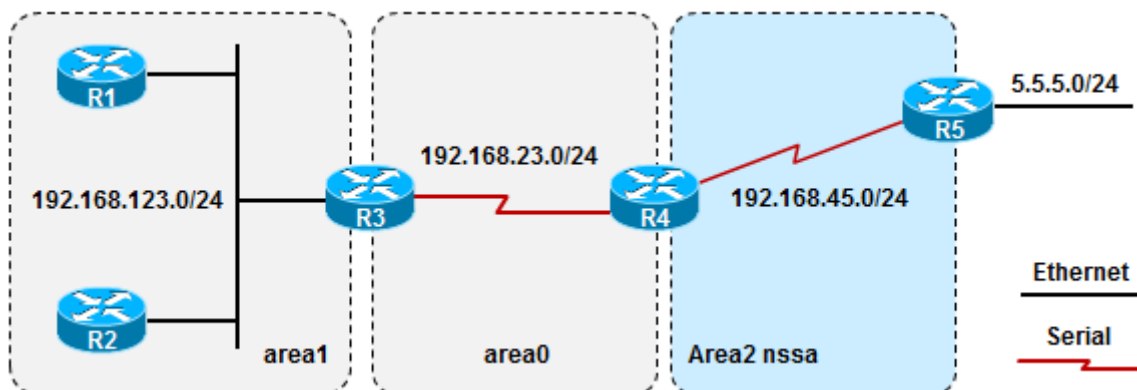 R1
192.168.123.0/24
R2
area1
R3
192.168.23.0/24
area0
R4
192.168.45.0/24
Area2 nssa
R5
5.5.5.0/24
Ethernet
Serial